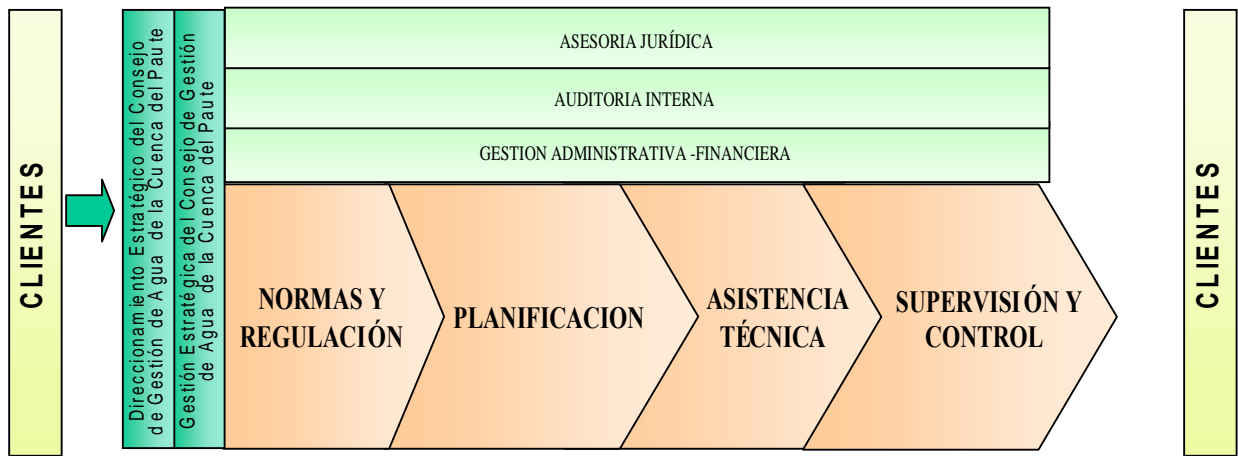 CLIENTES
Direccionamiento Estratégico del Consejo
de Gestión de Agua de la Cuenca del Paute
Gestión Estratégica del Consejo de Gestión
de Agua de la Cuenca del Paute
ASESORIA JURÍDICA
AUDITORIA INTERNA
GESTION ADMINISTRATIVA -FINANCIERA
NORMAS Y
REGULACIÓN
PLANIFICACION
ASISTENCIA
TÉCNICA
SUPERVISIÓN Y
CONTROL
CLIENTES